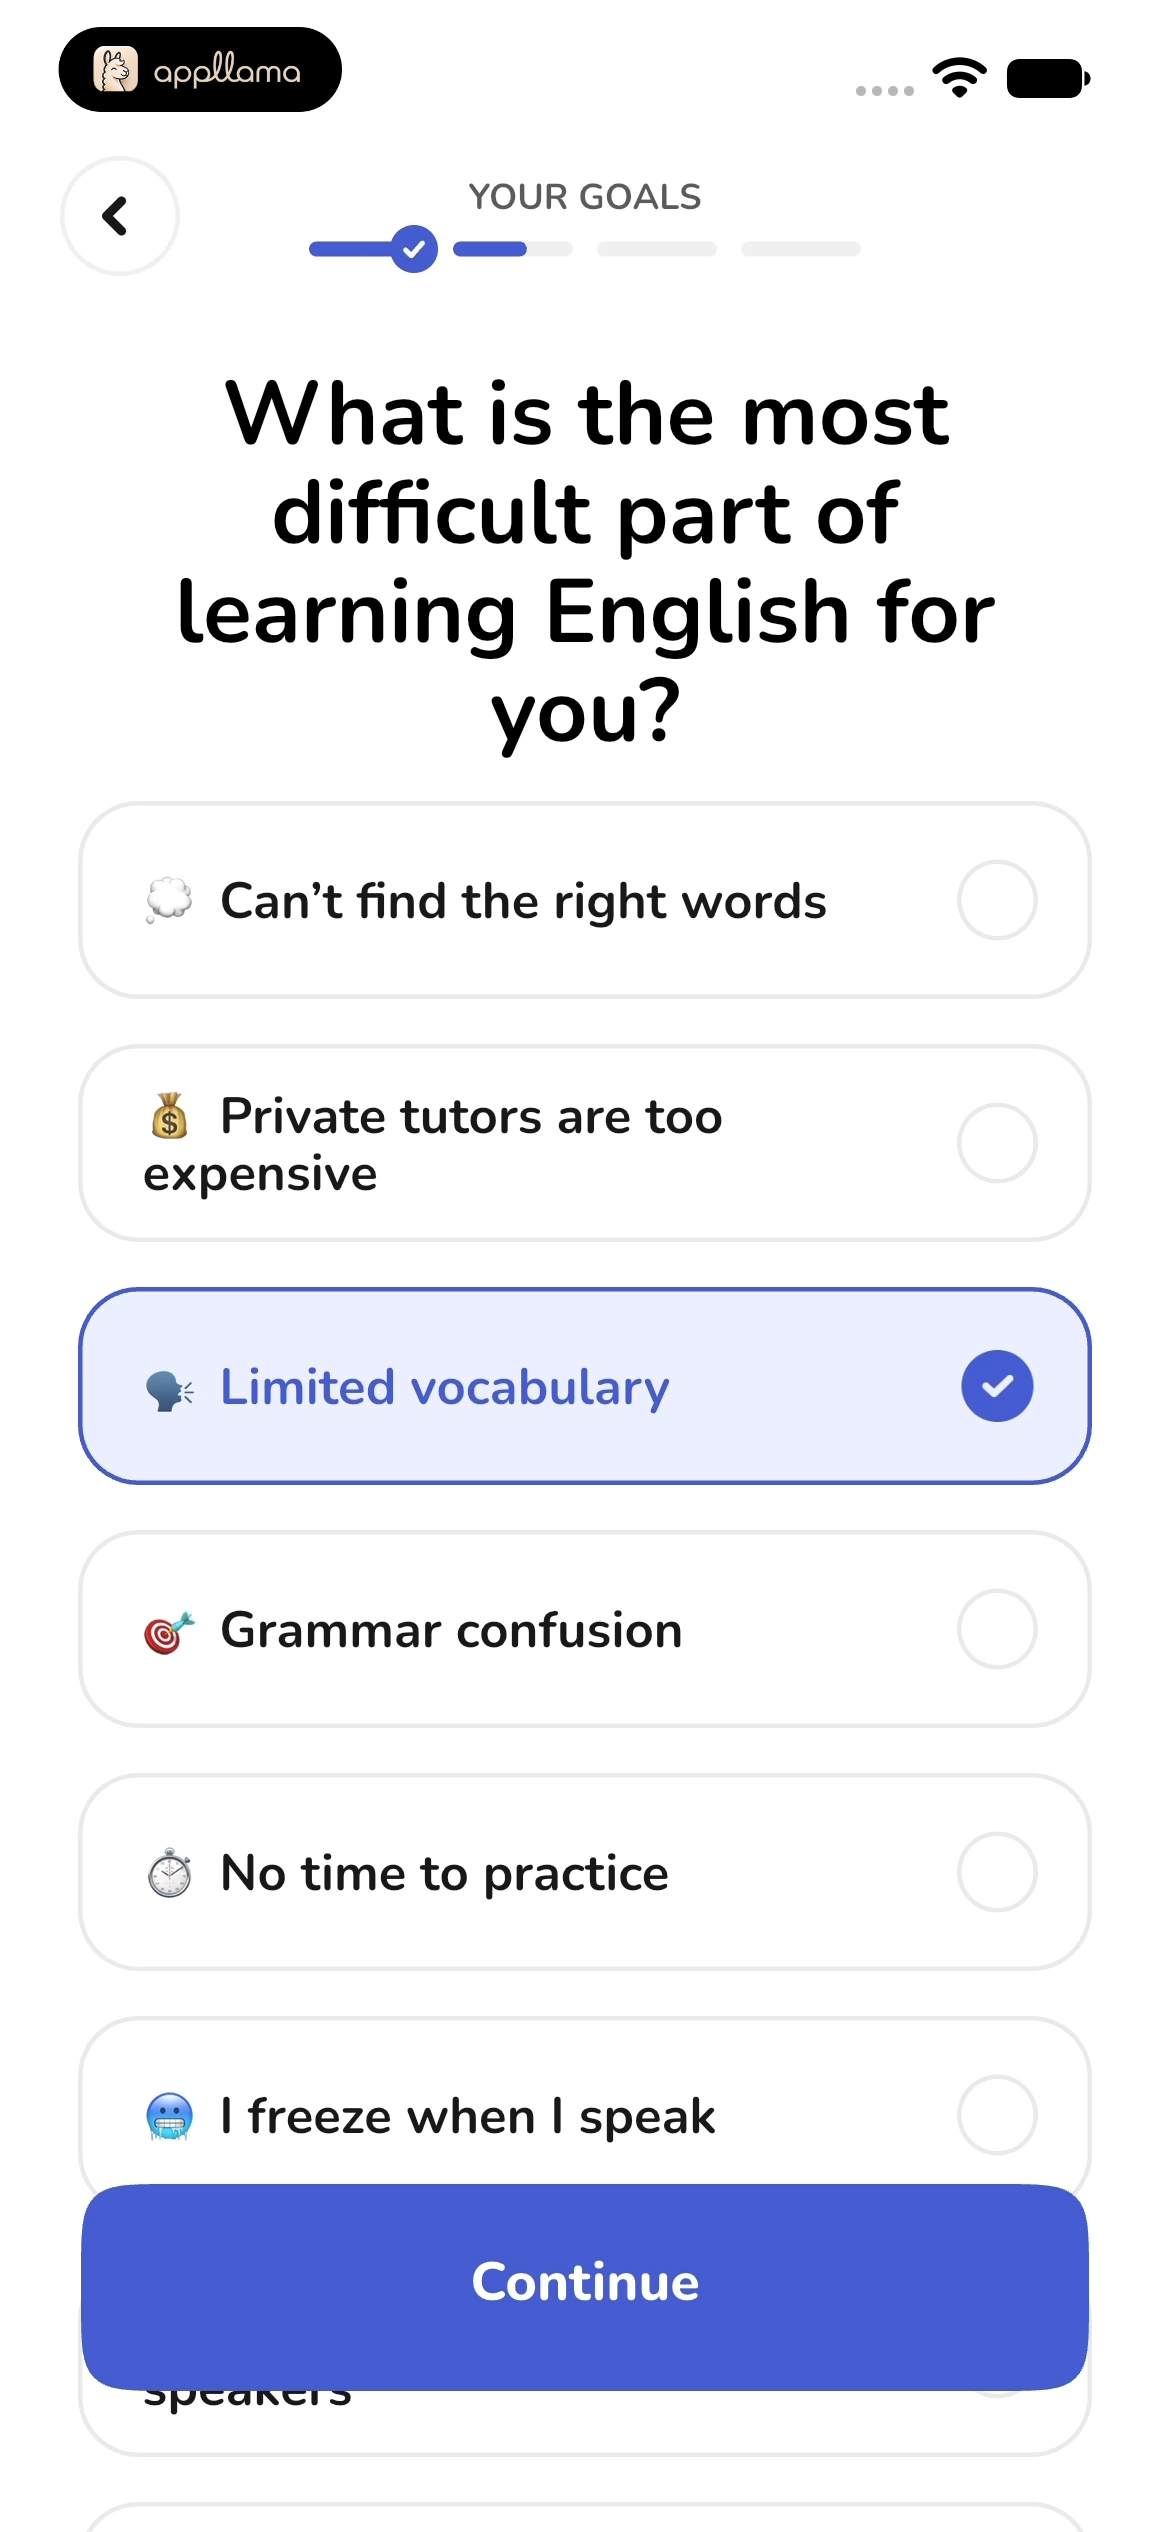 appllama
YOUR GOALS
What is the most
difficult part of
learning English for
you?
Can’t find the right words
Private tutors are too
expensive
Limited vocabulary
Grammar confusion
No time to practice
I freeze when I speak
Continue
speakers